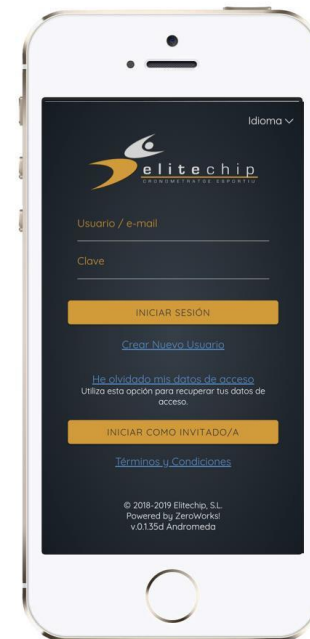 Idioma
elitechip
CRONOMETRATGE ESPORTIU
Usuario / e-mail
Clave
INICIAR SESIÓN
Crear Nuevo Usuario
He olvidado mis datos de acceso
Utiliza esta opción para recuperar tus datos de
acceso.
INICIAR COMO INVITADO/A
Términos y Condiciones
© 2018-2019 Elitechip, S.L.
Powered by ZeroWorks!
v.0.1.35d Andromeda